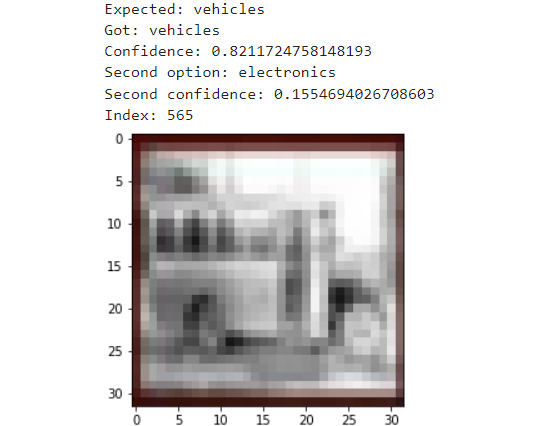 Expected: vehicles
Got: vehicles
Confidence: 0.8211724758148193
Second option: electronics
Second confidence: 0.1554694026708603
Index: 565
0
5
10
15
20
25
30
0 5 10 15 20 25 30